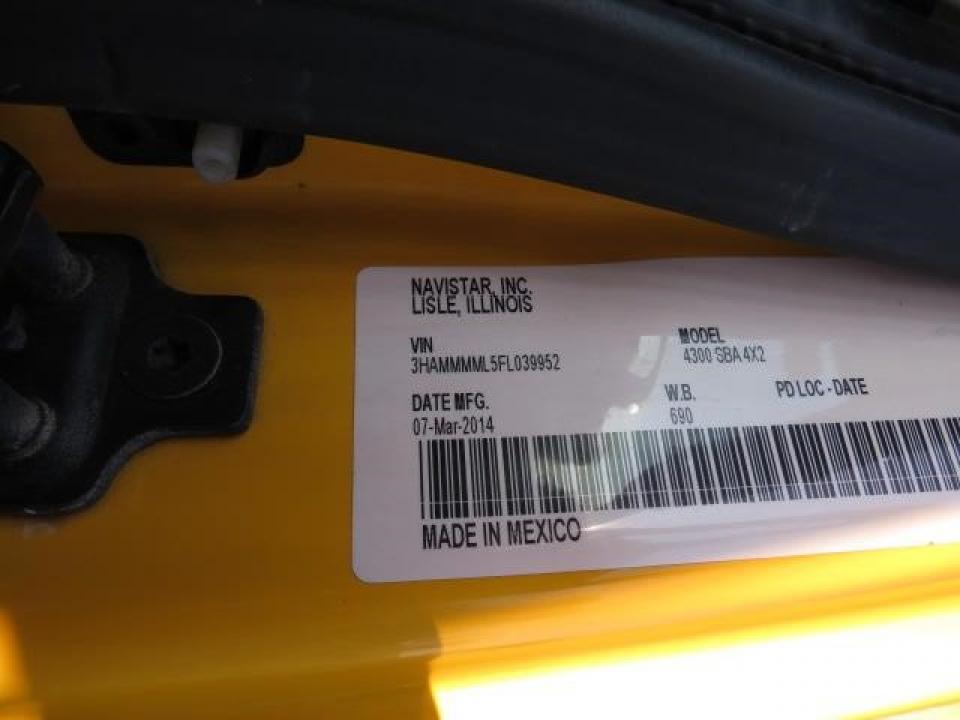 NAVISTAR, INC.
LISLE, ILLINOIS
VIN MODEL
3HAMMMML5FL039952 4300 SBA 4X2
DATE MFG. W.B. PD LOC - DATE
07-Mar-2014 690
MADE IN MEXICO